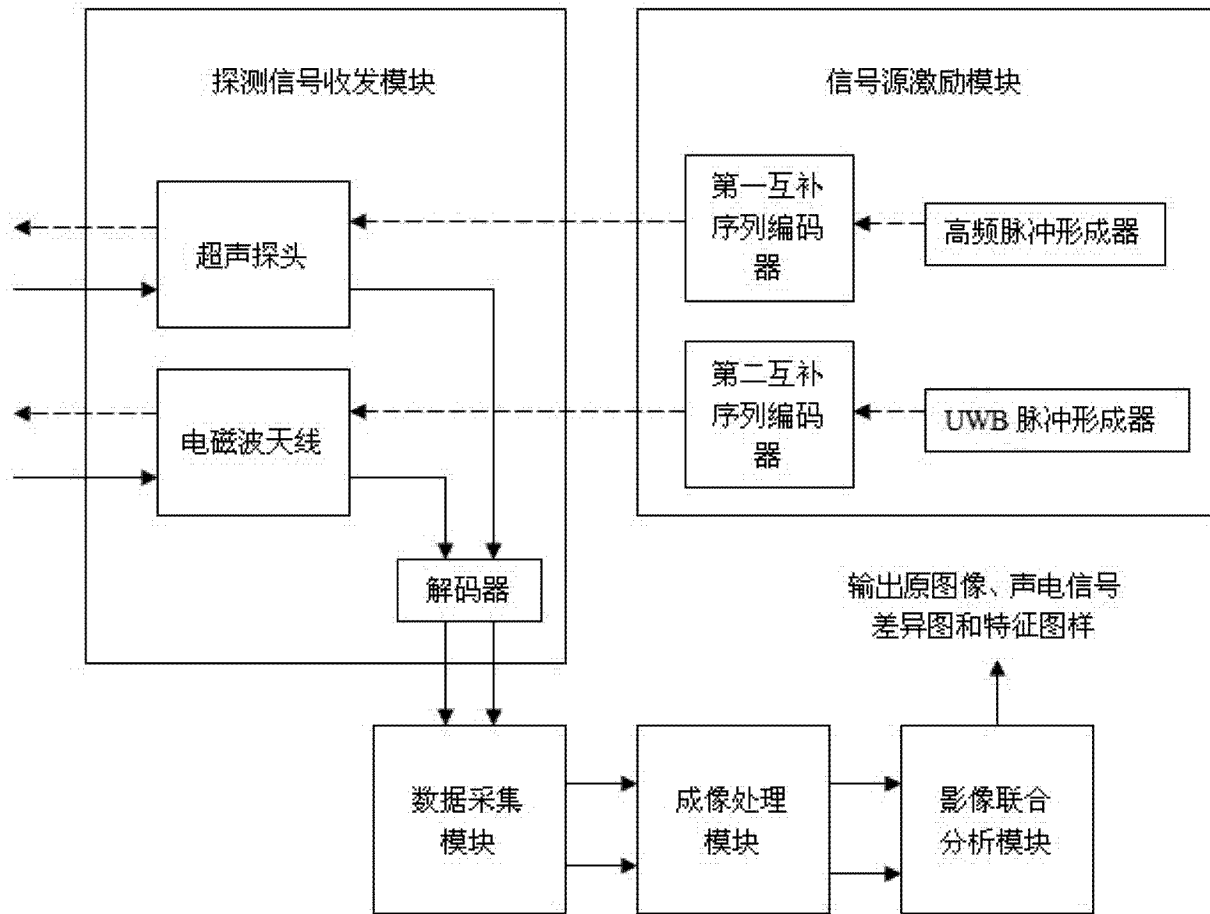 探测信号收发模块
信号源激励模块
超声探头
第一互补
序列编码
器
高频脉冲形成器
电磁波天线
第二互补
序列编码
器
UWB 脉冲形成器
解码器
输出原图像、声电信号
差异图和特征图样
数据采集
模块
成像处理
模块
影像联合
分析模块